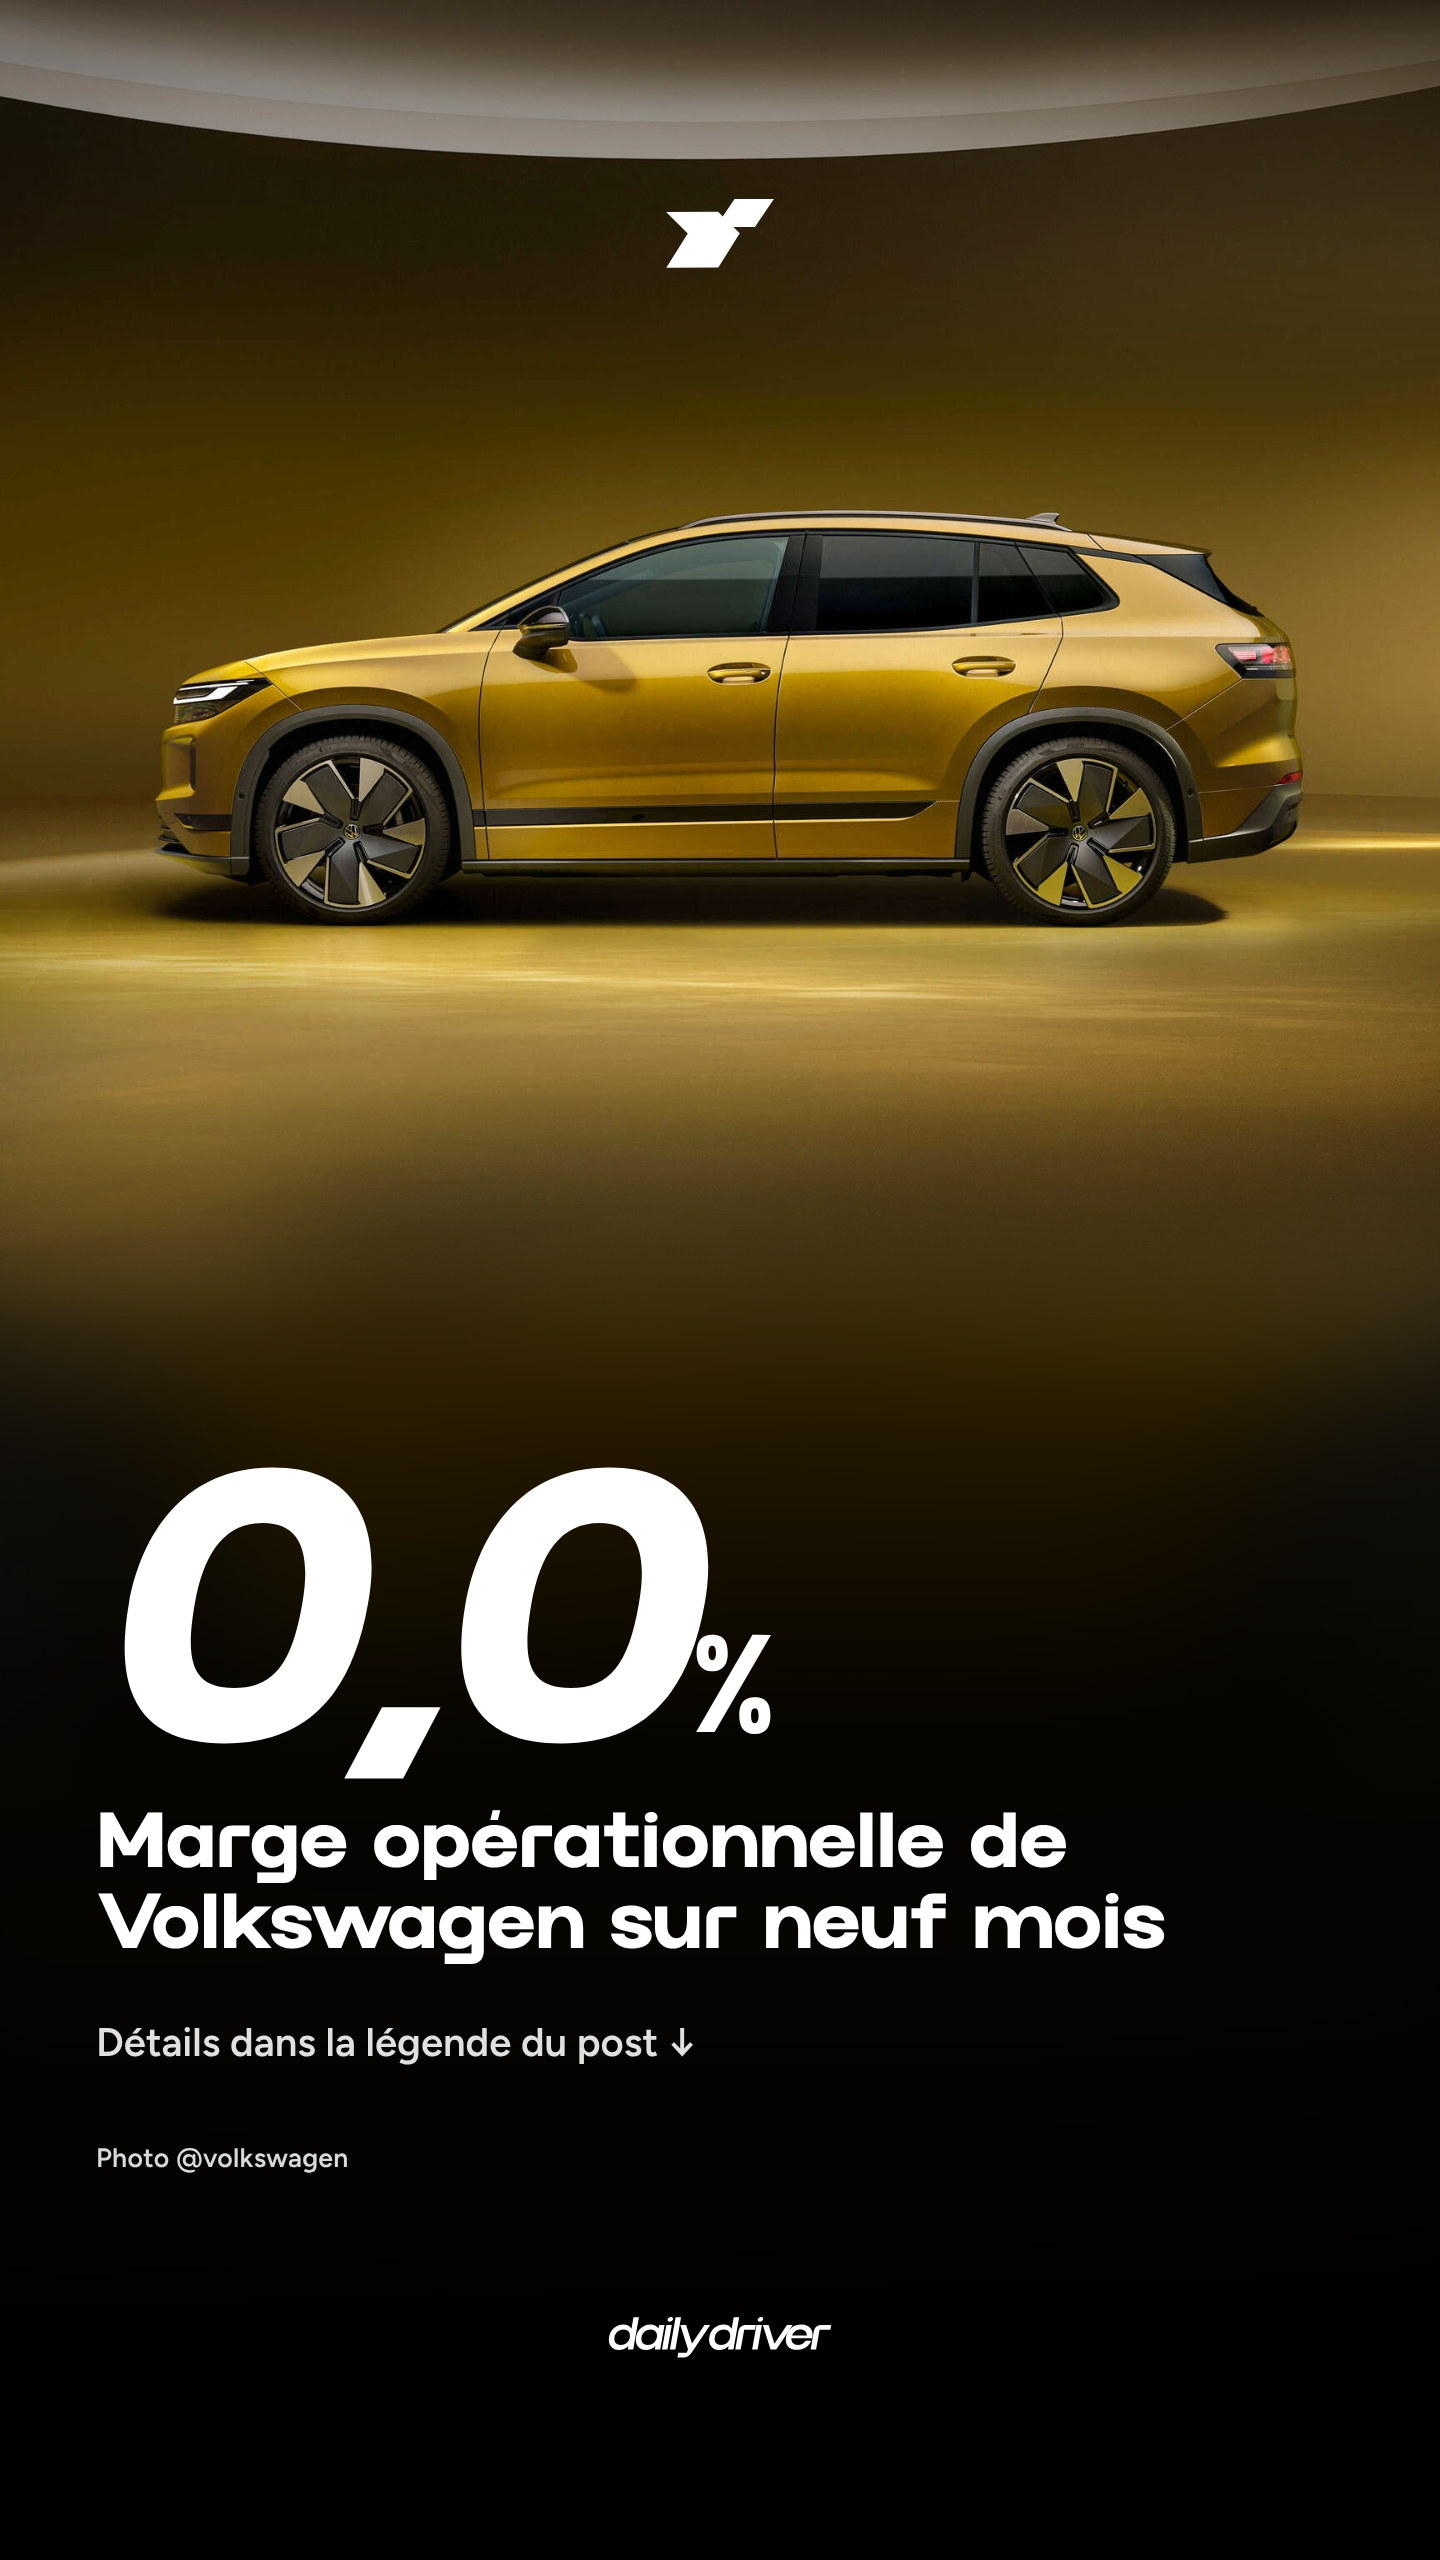 0,0%
Marge opérationnelle de
Volkswagen sur neuf mois
Détails dans la légende du post ↓
Photo @volkswagen
dailydriver